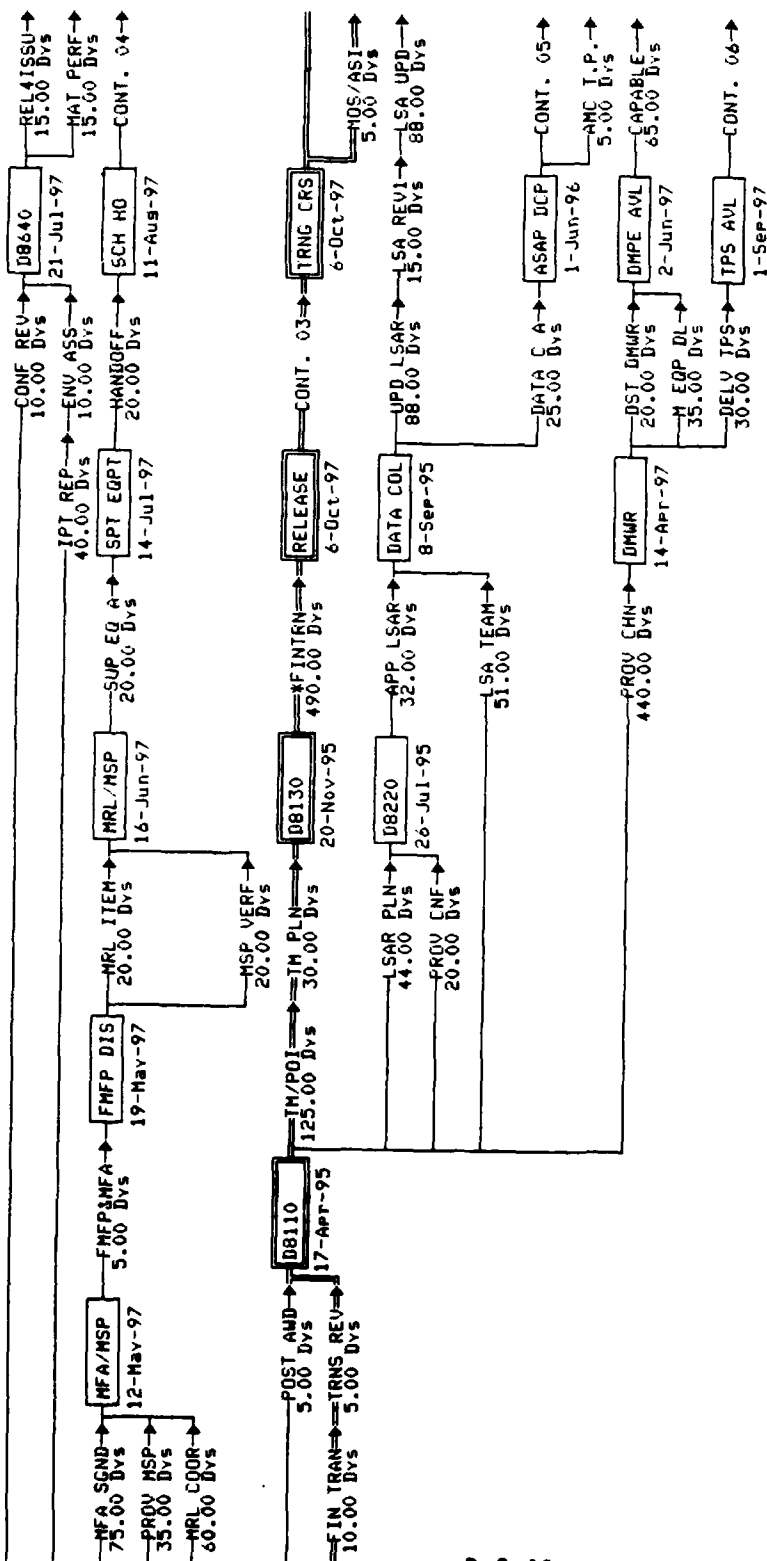 CONF REV
10.00 Dys
ENV ASS
10.00 Dys
D8640
21-Jul-97
REL4ISSU
15.00 Dys
MAT PERF
15.00 Dys
IPT REP
40.00 Dys
MFA SGND
75.00 Dys
PROV MSP
35.00 Dys
MRL COOR
60.00 Dys
MFA/MSP
12-May-97
FMFP&MFA
5.00 Dys
FMFP DIS
19-May-97
MRL ITEM
20.00 Dys
MSP VERF
20.00 Dys
MRL/MSP
16-Jun-97
SUP EQ A
20.00 Dys
SPT EQPT
14-Jul-97
HANDOFF
20.00 Dys
SCH HO
11-Aug-97
CONT. 04
POST AWD
5.00 Dys
FIN TRAN
10.00 Dys
TRNS REV
5.00 Dys
D8110
17-Apr-95
TM/POI
125.00 Dys
TM PLN
30.00 Dys
D8130
20-Nov-95
*FINTRN
490.00 Dys
RELEASE
6-Oct-97
CONT. 03
TRNG CRS
6-Oct-97
MOS/ASI
5.00 Dys
LSAR PLN
44.00 Dys
PROV CNF
20.00 Dys
D8220
26-Jul-95
APP LSAR
32.00 Dys
LSA TEAM
51.00 Dys
DATA COL
8-Sep-95
UPD LSAR
88.00 Dys
LSA REV1
15.00 Dys
LSA UPD
88.00 Dys
DATA C A
25.00 Dys
ASAP DCP
1-Jun-96
CONT. 05
AMC T.P.
5.00 Dys
PROV CHN
440.00 Dys
DMWR
14-Apr-97
DST DMWR
20.00 Dys
M EQP DL
35.00 Dys
DELV TPS
30.00 Dys
DMPE AVL
2-Jun-97
CAPABLE
65.00 Dys
TPS AVL
1-Sep-97
CONT. 06